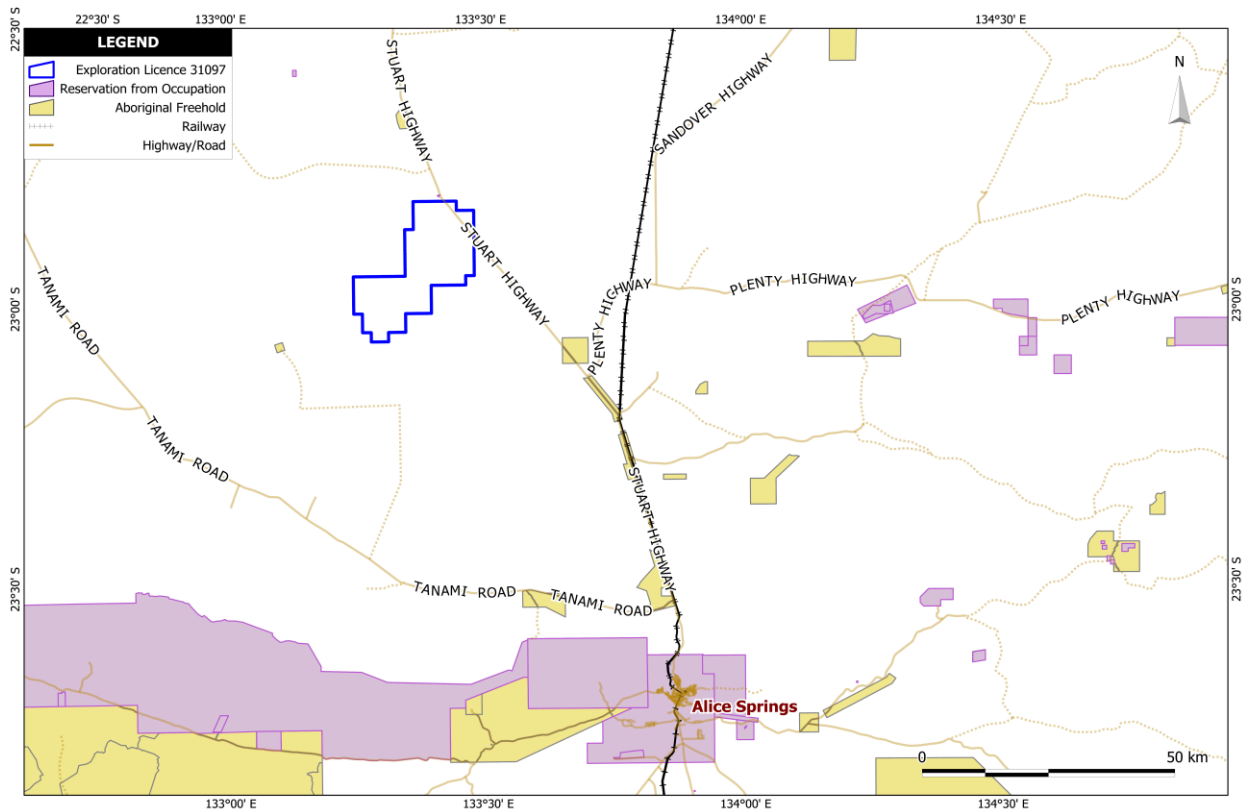 22°30' S 133°00' E 133°30' E 134°00' E 134°30' E
22°30' S
LEGEND
Exploration Licence 31097
Reservation from Occupation
Aboriginal Freehold
Railway
Highway/Road
N
STUART HIGHWAY
SANDOVER HIGHWAY
STUART HIGHWAY
TANAMI ROAD
PLENTY HIGHWAY
GHWAY
PLENTY HIGHWAY
PLENTY HIGHWAY
23°00' S
23°00' S
TANAMI ROAD
STUART HIGHWAY
23°30' S
23°30' S
TANAMI ROAD
TANAMI ROAD
Alice Springs
0 50 km
133°00' E 133°30' E 134°00' E 134°30' E